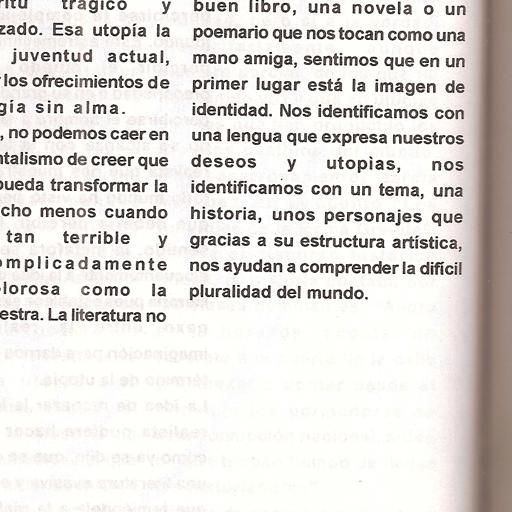 trágico y
zado. Esa utopía la
juventud actual,
los ofrecimientos de
gía sin alma.
, no podemos caer en
ntalismo de creer que
pueda transformar la
cho menos cuando
tan terrible y
omplicadamente
lorosa como la
estra. La literatura no
buen libro, una novela o un
poemario que nos tocan como una
mano amiga, sentimos que en un
primer lugar está la imagen de
identidad. Nos identificamos con
una lengua que expresa nuestros
deseos y utopías, nos
identificamos con un tema, una
historia, unos personajes que
gracias a su estructura artística,
nos ayudan a comprender la difícil
pluralidad del mundo.